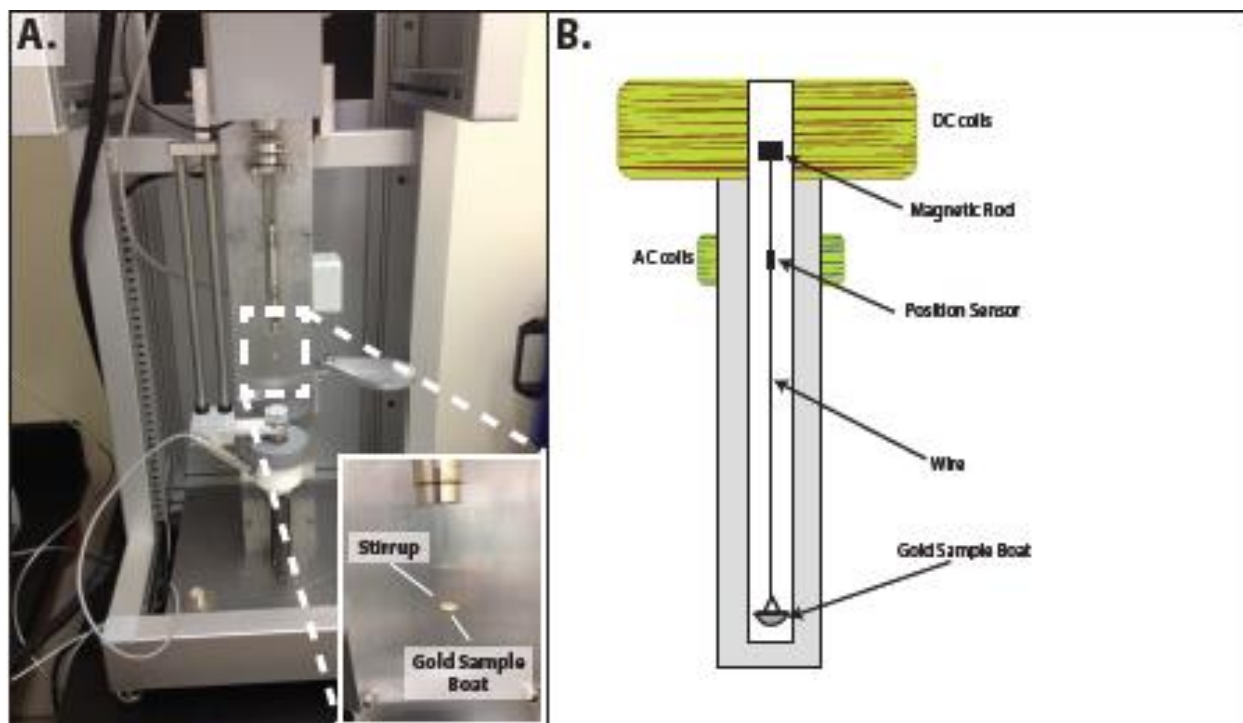 A.
Stirrup
Gold Sample
Boat
B.
DC coils
Magnetic Rod
AC coils
Position Sensor
Wire
Gold Sample Boat